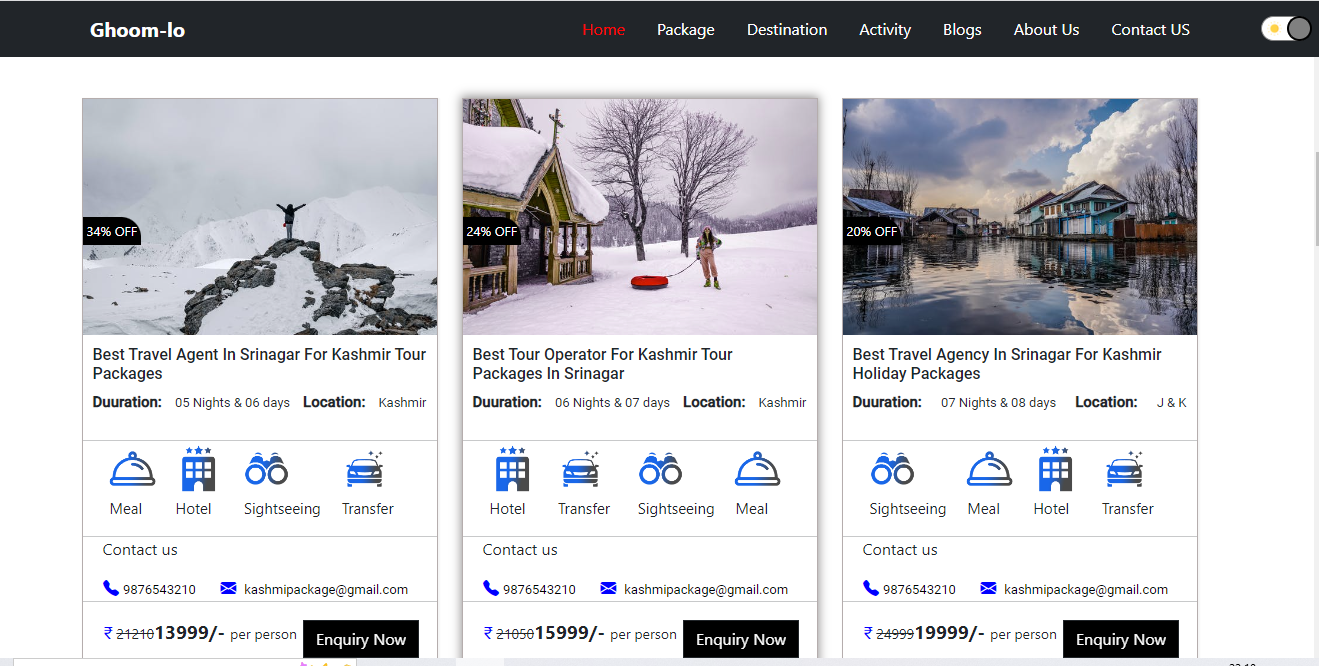 Ghoom-lo
Home Package Destination Activity Blogs About Us Contact US
34% OFF
Best Travel Agent In Srinagar For Kashmir Tour
Packages
Duuration: 05 Nights & 06 days Location: Kashmir
Meal Hotel Sightseeing Transfer
Contact us
9876543210 kashmipackage@gmail.com
₹ 21210 13999/- per person Enquiry Now
24% OFF
Best Tour Operator For Kashmir Tour
Packages In Srinagar
Duuration: 06 Nights & 07 days Location: Kashmir
Hotel Transfer Sightseeing Meal
Contact us
9876543210 kashmipackage@gmail.com
₹ 21050 15999/- per person Enquiry Now
20% OFF
Best Travel Agency In Srinagar For Kashmir
Holiday Packages
Duuration: 07 Nights & 08 days Location: J & K
Sightseeing Meal Hotel Transfer
Contact us
9876543210 kashmipackage@gmail.com
₹ 24999 19999/- per person Enquiry Now